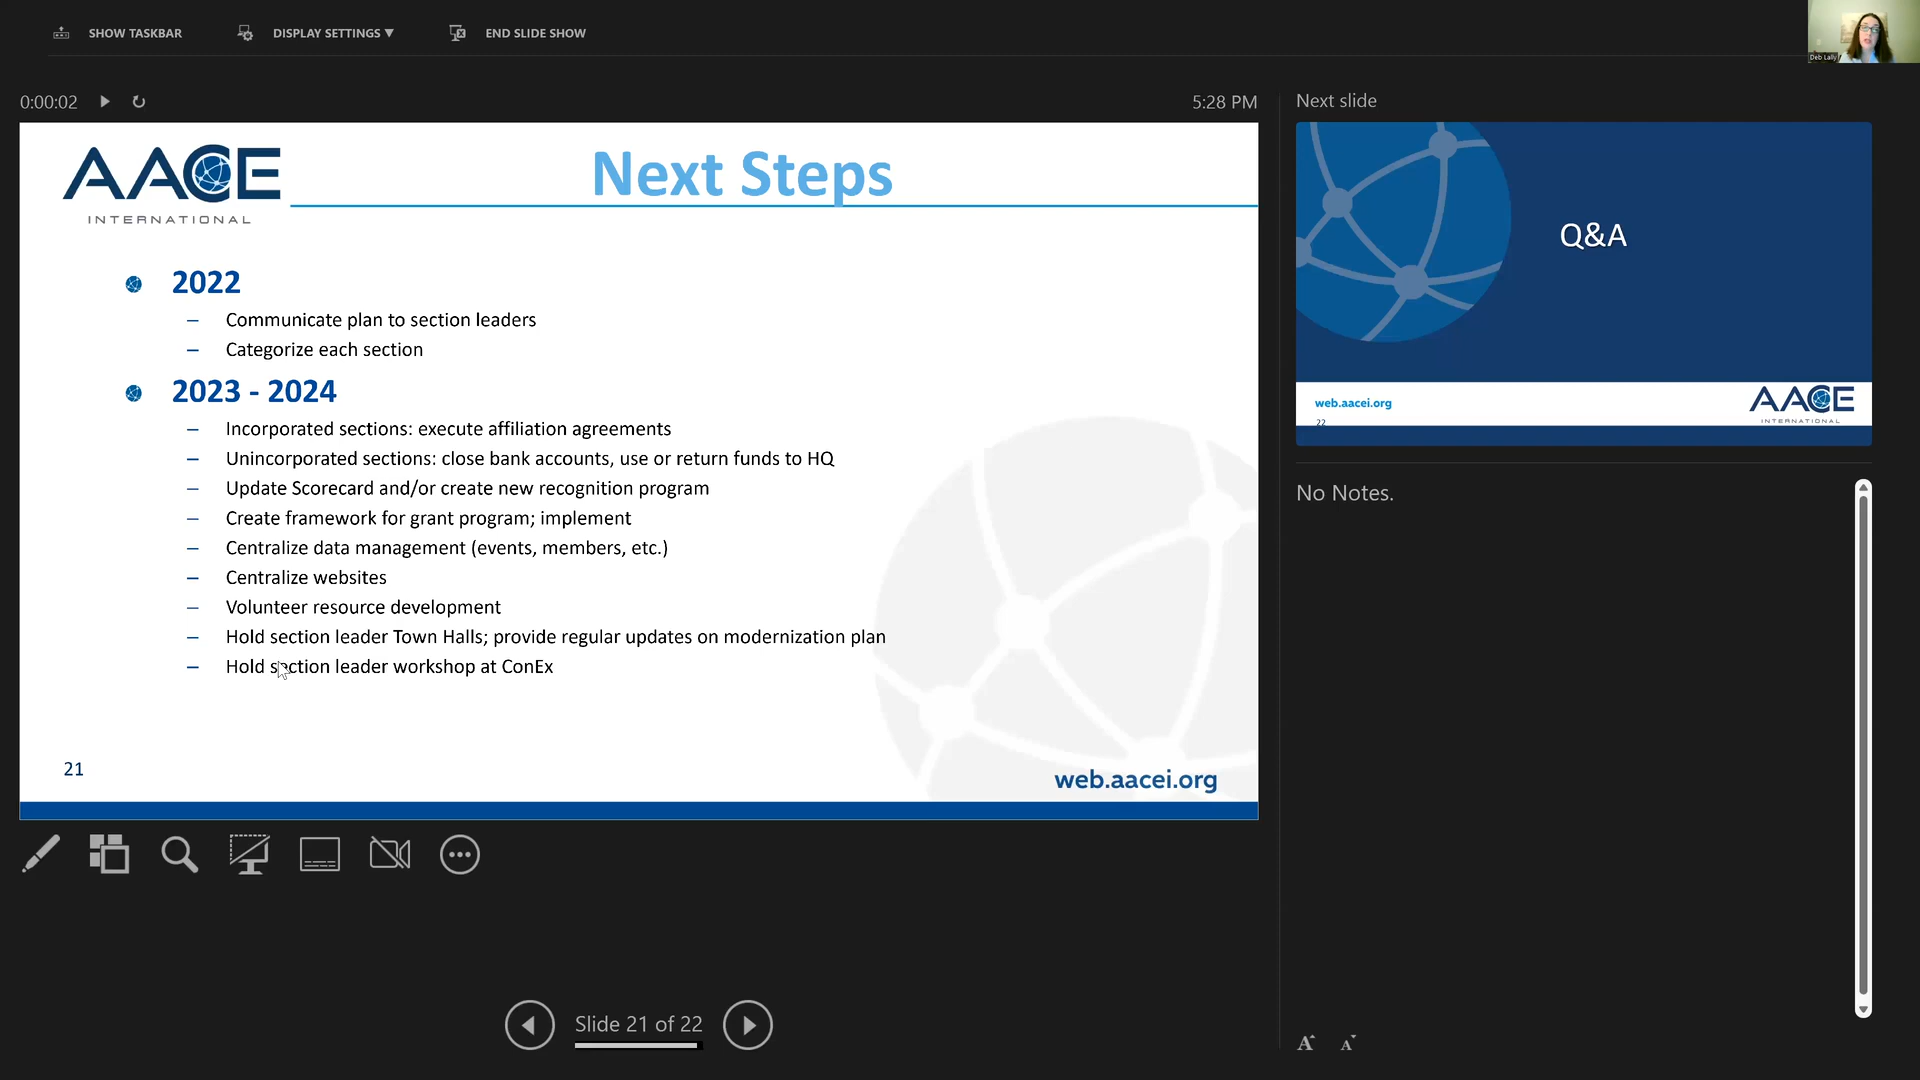 SHOW TASKBAR
DISPLAY SETTINGS ▼
END SLIDE SHOW
Deb Lally
0:00:02
5:28 PM
Next slide
AACE
INTERNATIONAL
Next Steps
2022
– Communicate plan to section leaders
– Categorize each section
2023 - 2024
– Incorporated sections: execute affiliation agreements
– Unincorporated sections: close bank accounts, use or return funds to HQ
– Update Scorecard and/or create new recognition program
– Create framework for grant program; implement
– Centralize data management (events, members, etc.)
– Centralize websites
– Volunteer resource development
– Hold section leader Town Halls; provide regular updates on modernization plan
– Hold section leader workshop at ConEx
21
web.aacei.org
Q&A
web.aacei.org
22
AACE
INTERNATIONAL
No Notes.
Slide 21 of 22
A
A